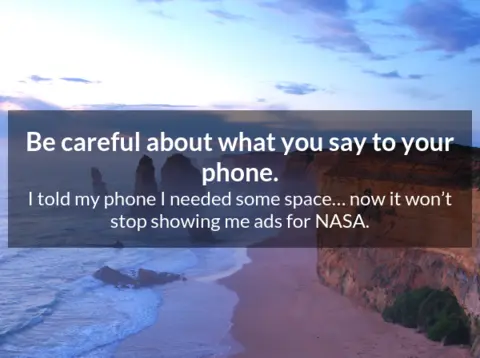 Be careful about what you say to your
phone.
I told my phone I needed some space... now it won't
stop showing me ads for NASA.